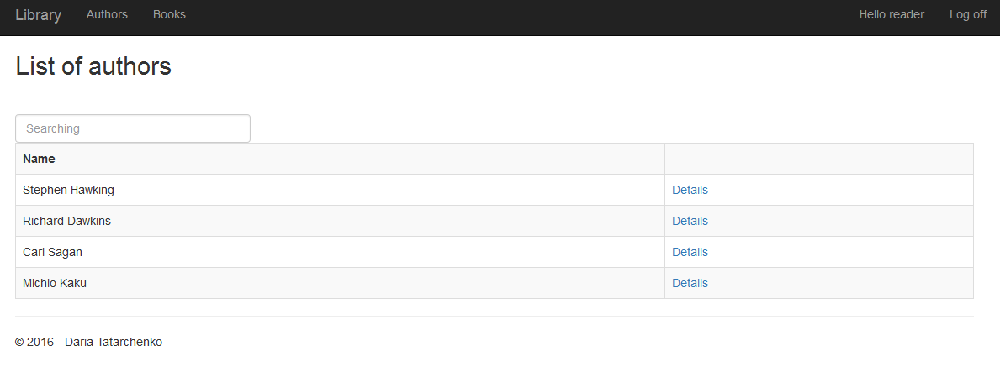 Library Authors Books Hello reader Log off
List of authors
Searching
Name
Stephen Hawking Details
Richard Dawkins Details
Carl Sagan Details
Michio Kaku Details
© 2016 - Daria Tatarchenko